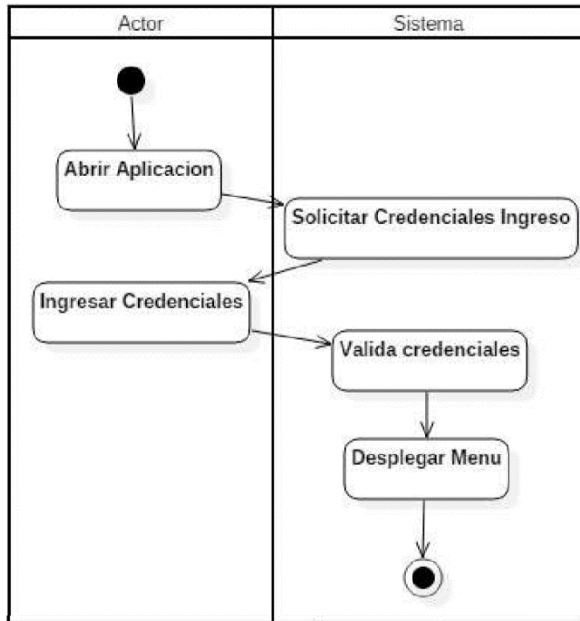 Actor
Sistema
Abrir Aplicacion
Solicitar Credenciales Ingreso
Ingresar Credenciales
Valida credenciales
Desplegar Menu